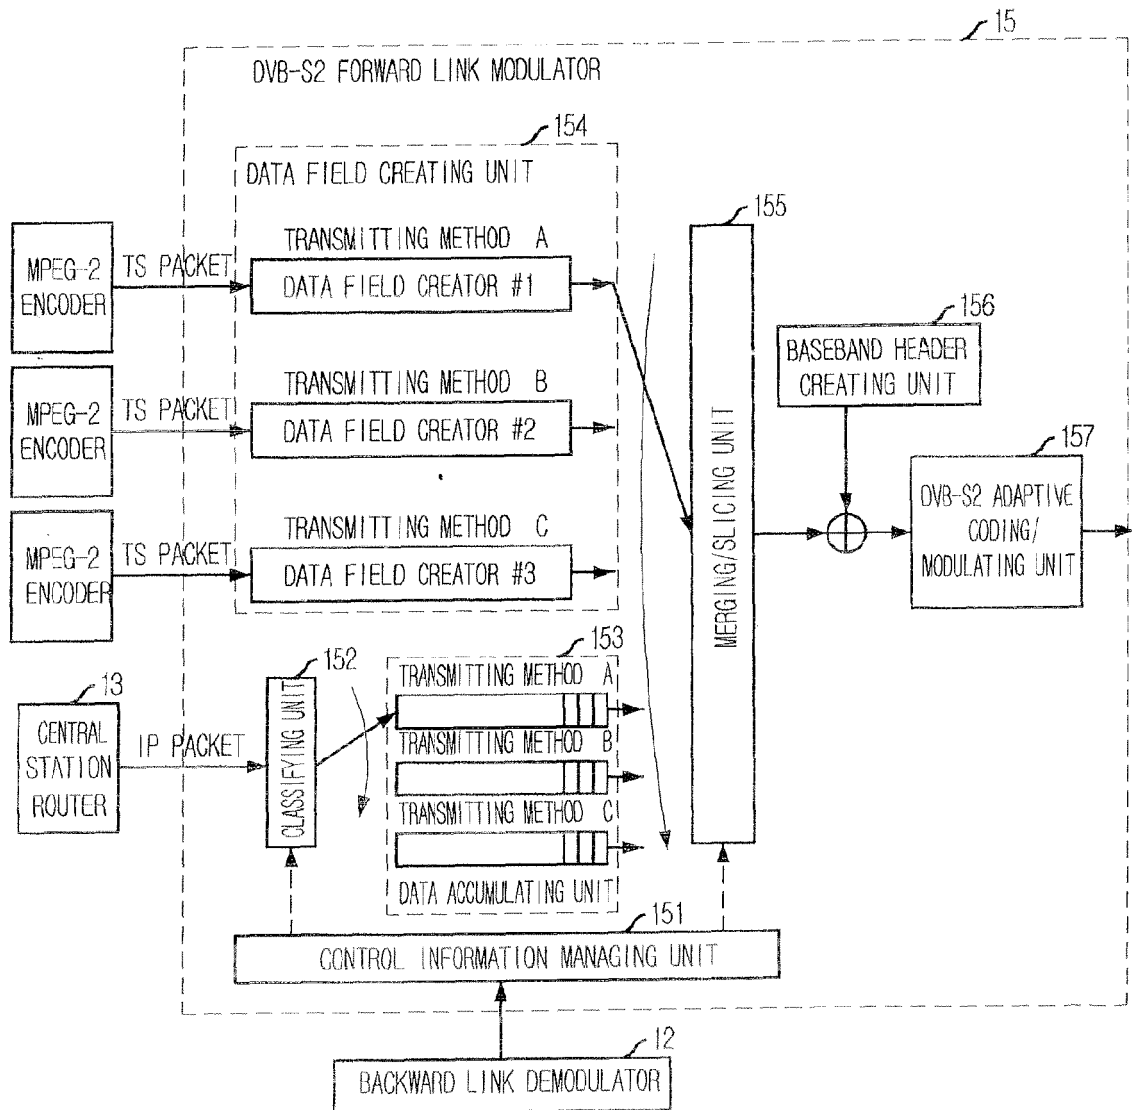 15
DVB-S2 FORWARD LINK MODULATOR
154
DATA FIELD CREATING UNIT
155
TRANSMITTING METHOD A
MPEG-2
ENCODER
TS PACKET
DATA FIELD CREATOR #1
156
BASEBAND HEADER
CREATING UNIT
TRANSMITTING METHOD B
MPEG-2
ENCODER
TS PACKET
DATA FIELD CREATOR #2
157
DVB-S2 ADAPTIVE
CODING/
MODULATING UNIT
MERGING/SLICING UNIT
TRANSMITTING METHOD C
MPEG-2
ENCODER
TS PACKET
DATA FIELD CREATOR #3
153
152
TRANSMITTING METHOD A
13
CENTRAL
STATION
ROUTER
IP PACKET
CLASSIFYING UNIT
TRANSMITTING METHOD B
TRANSMITTING METHOD C
DATA ACCUMULATING UNIT
151
CONTROL INFORMATION MANAGING UNIT
12
BACKWARD LINK DEMODULATOR